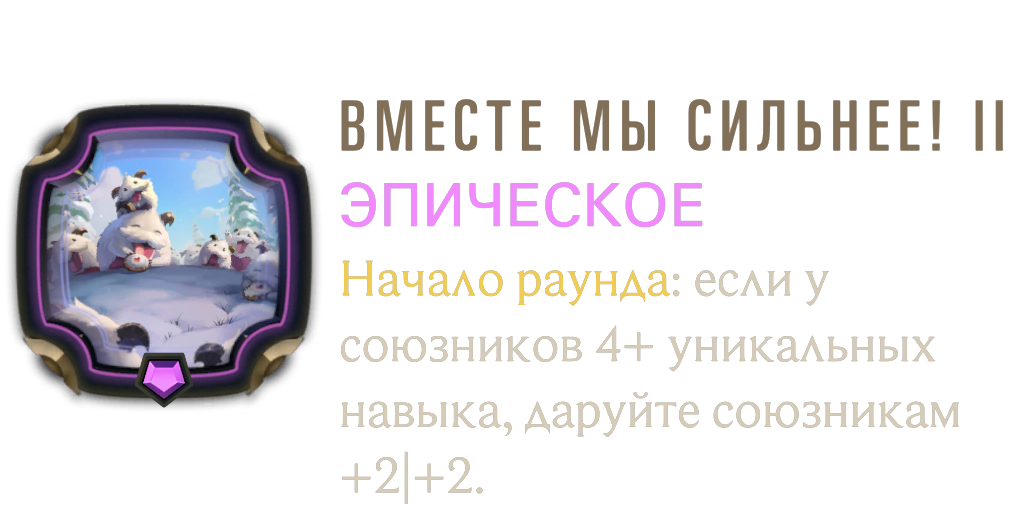 ВМЕСТЕ МЫ СИЛЬНЕЕ! II
ЭПИЧЕСКОЕ
Начало раунда: если у
союзников 4+ уникальных
навыка, даруйте союзникам
+2|+2.